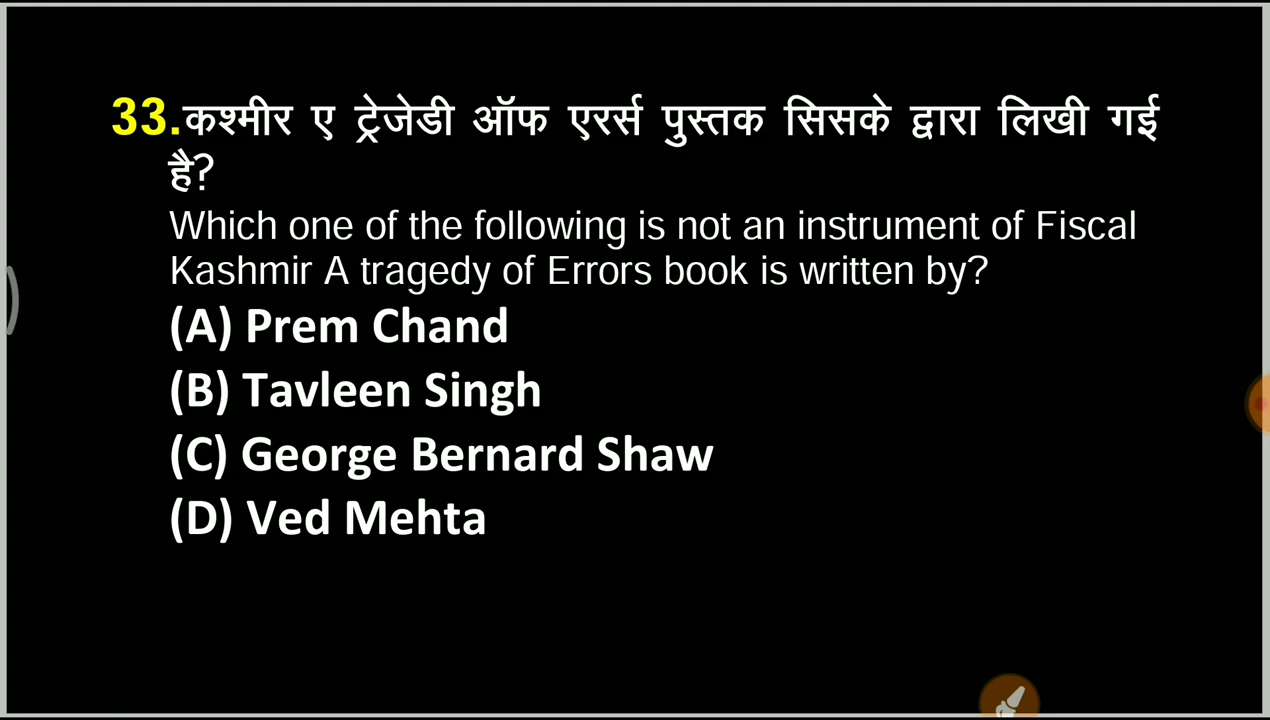 33.कश्मीर ए ट्रेजेडी ऑफ एरर्स पुस्तक सिसके द्वारा लिखी गई
है?
Which one of the following is not an instrument of Fiscal
Kashmir A tragedy of Errors book is written by?
(A) Prem Chand
(B) Tavleen Singh
(C) George Bernard Shaw
(D) Ved Mehta